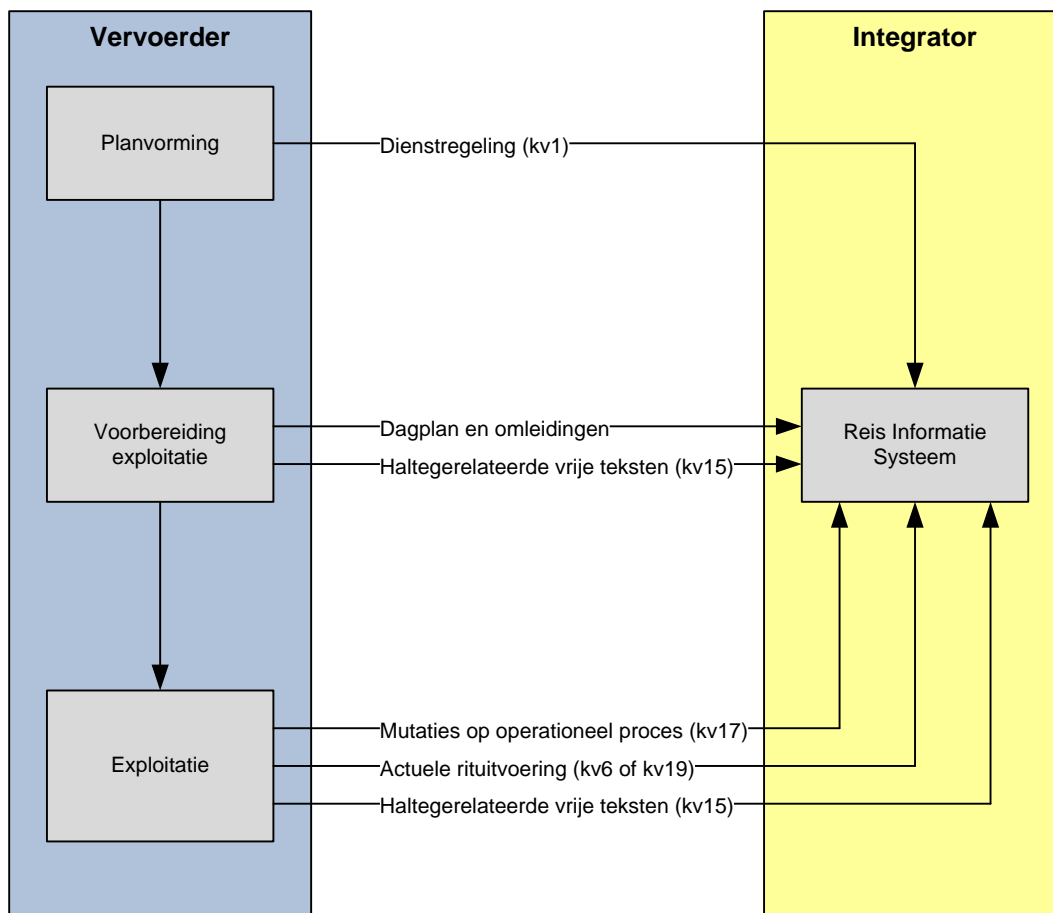 Vervoerder
Integrator
Planvorming
Dienstregeling (kv1)
Voorbereiding
exploitatie
Dagplan en omleidingen
Haltegerelateerde vrije teksten (kv15)
Reis Informatie
Systeem
Exploitatie
Mutaties op operationeel proces (kv17)
Actuele rituitvoering (kv6 of kv19)
Haltegerelateerde vrije teksten (kv15)